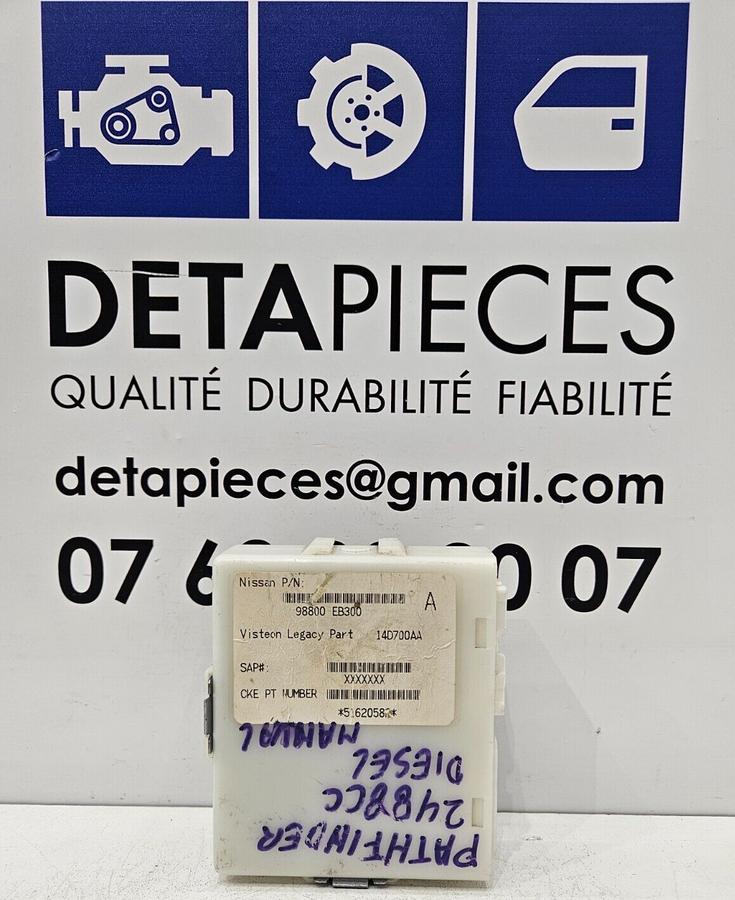 DETAPIECES
QUALITÉ DURABILITÉ FIABILITÉ
detapieces@gmail.com
07 6 0 07
Nissan P/N:
98800 EB300
A
Visteon Legacy Part 14D700AA
SAP#:
XXXXXXX
CKE PT NUMBER
PATHFINDER
2488CC
DIESEL
MANUAL